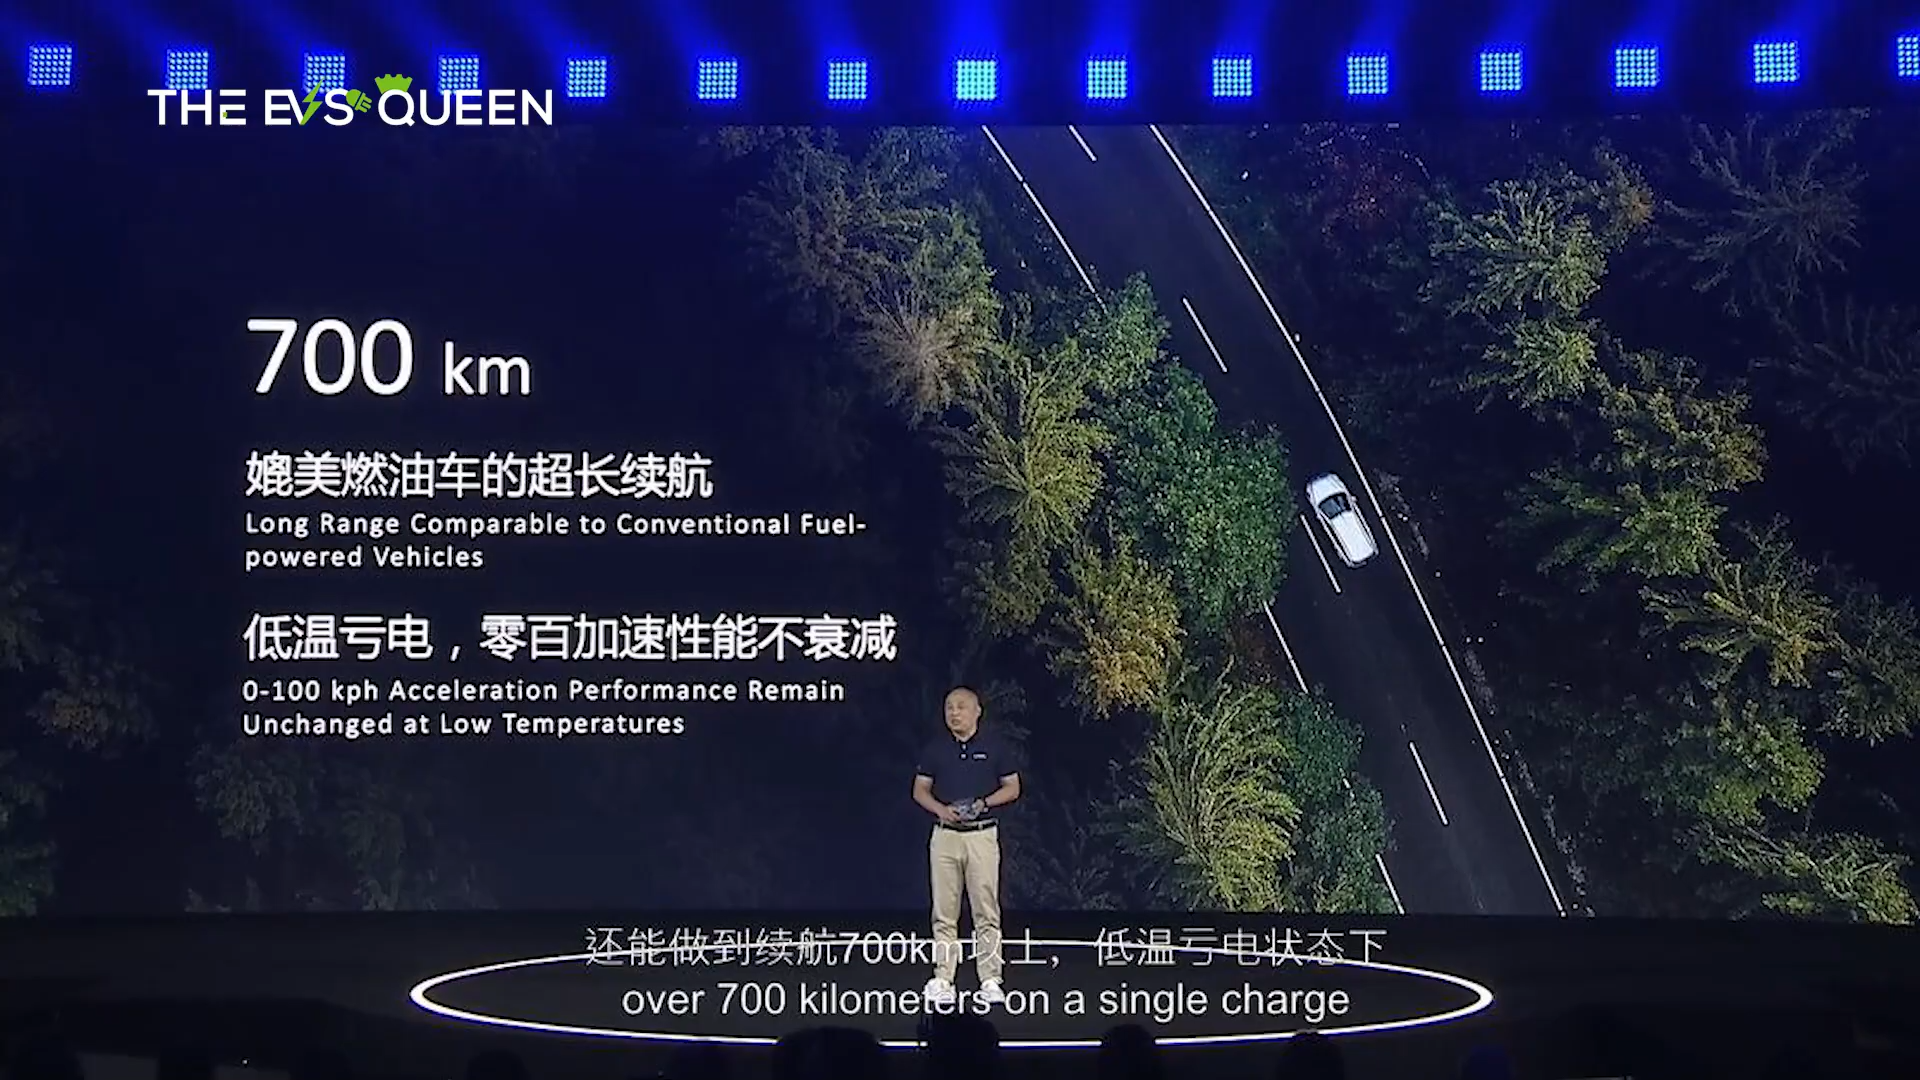 THE EVS QUEEN
700 km
媲美燃油车的超长续航
Long Range Comparable to Conventional Fuel-
powered Vehicles
低温亏电，零百加速性能不衰减
0-100 kph Acceleration Performance Remain
Unchanged at Low Temperatures
还能做到续航700km以上， 低温亏电状态下
over 700 kilometers on a single charge